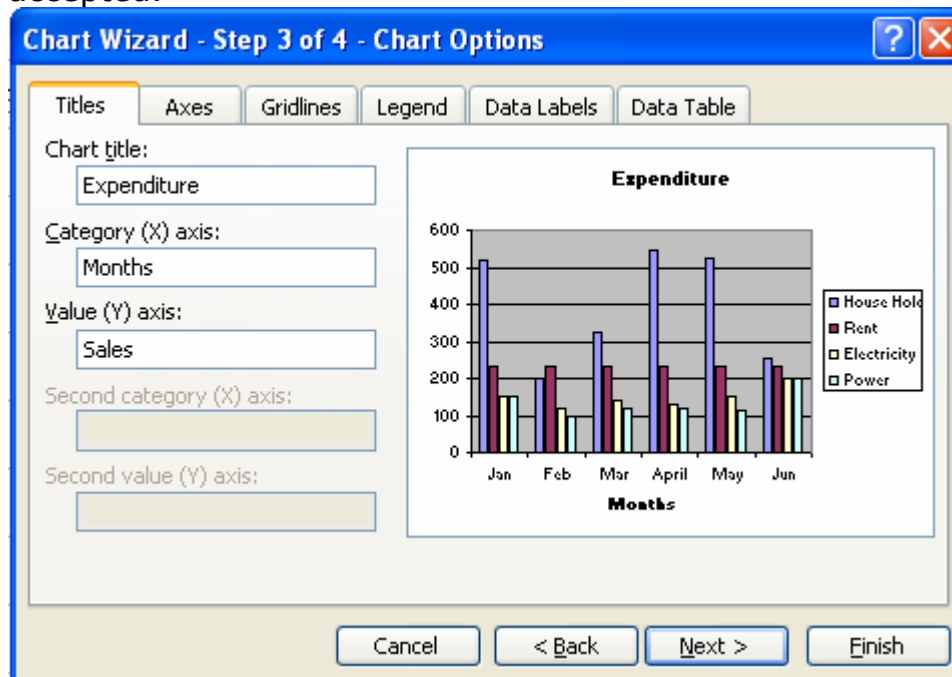 Chart Wizard - Step 3 of 4 - Chart Options
Titles Axes Gridlines Legend Data Labels Data Table
Chart title:
Expenditure
Category (X) axis:
Months
Value (Y) axis:
Sales
Second category (X) axis:
Second value (Y) axis:
Expenditure
600
500
400
300
200
100
0
Jan Feb Mar April May Jun
Months
House Hold
Rent
Electricity
Power
Cancel < Back Next > Finish